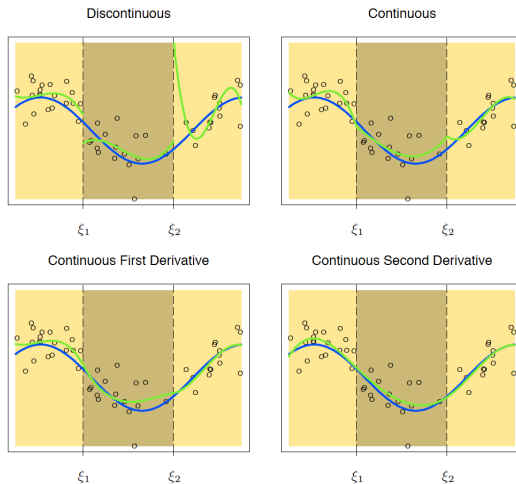 Discontinuous
Continuous
ξ1
ξ2
ξ1
ξ2
Continuous First Derivative
Continuous Second Derivative
ξ1
ξ2
ξ1
ξ2